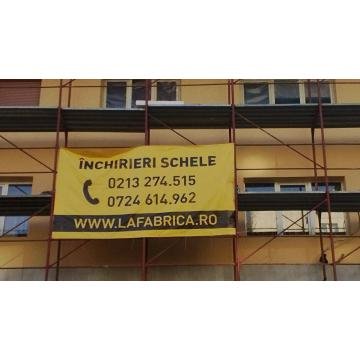 ÎNCHIRIERI SCHELE
0213 274.515
0724 614.962
WWW.LAFABRICA.RO